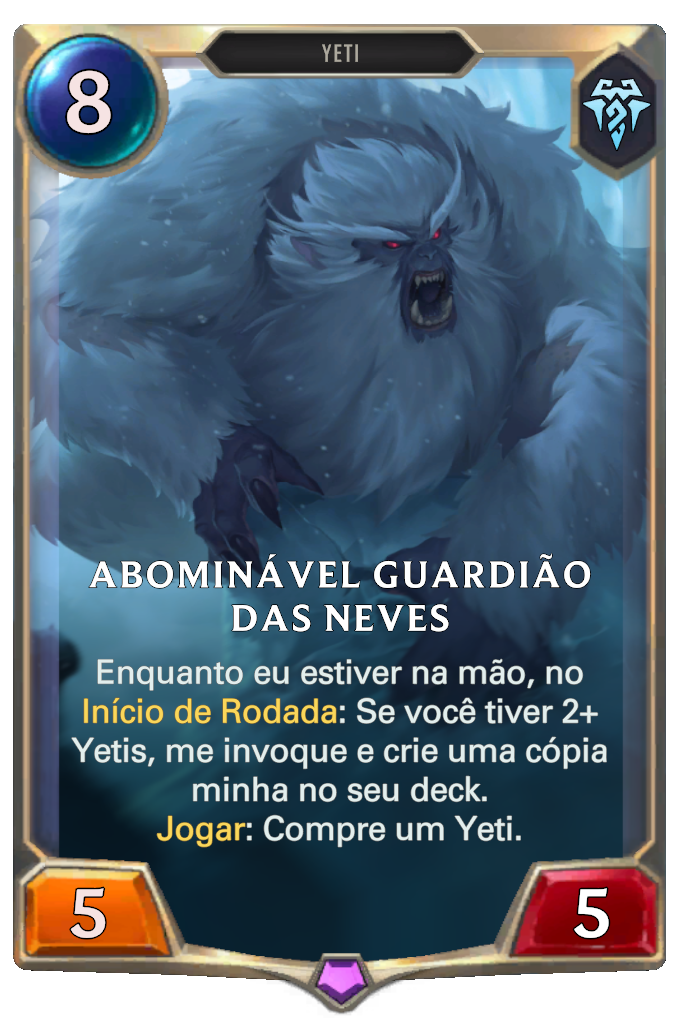 YETI
8
ABOMINÁVEL GUARDIÃO
DAS NEVES
Enquanto eu estiver na mão, no
Início de Rodada: Se você tiver 2+
Yetis, me invoque e crie uma cópia
minha no seu deck.
Jogar: Compre um Yeti.
5
5